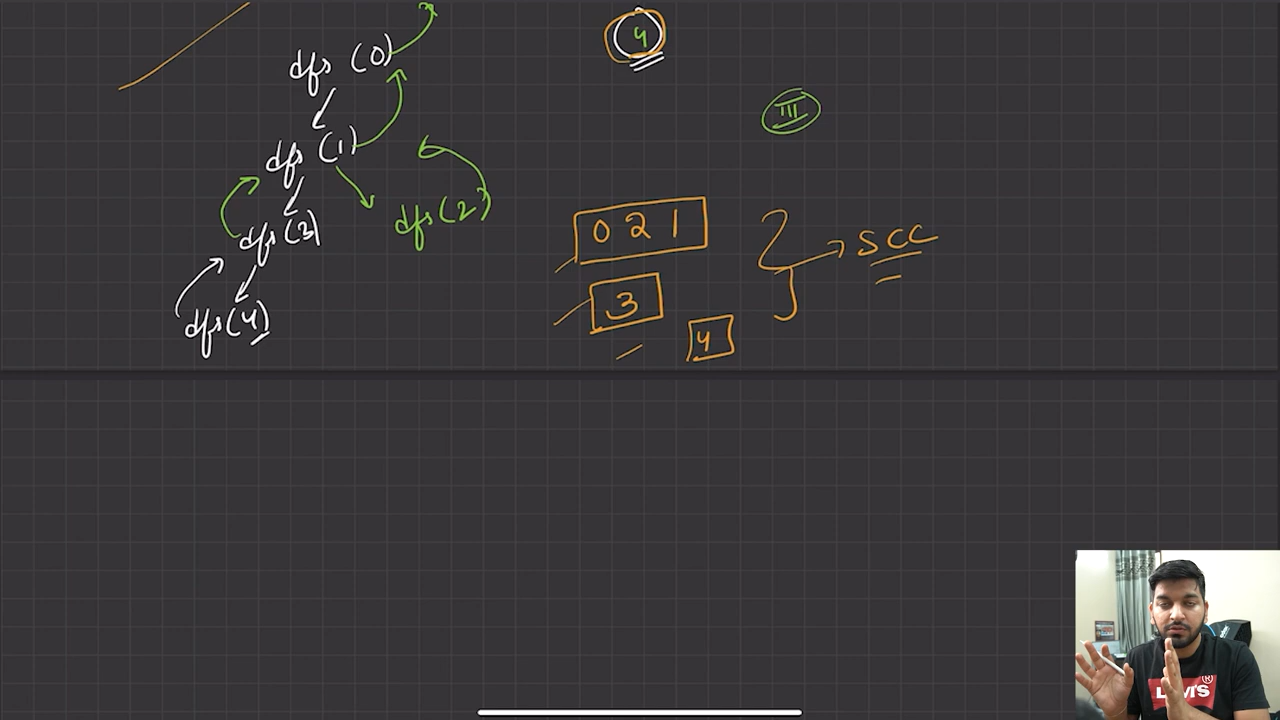 dfs (0)
4
III
dfs (1)
dfs(2)
0 2 1
SCC
dfs(3)
3
dfs(4)
4
LEVI'S ®